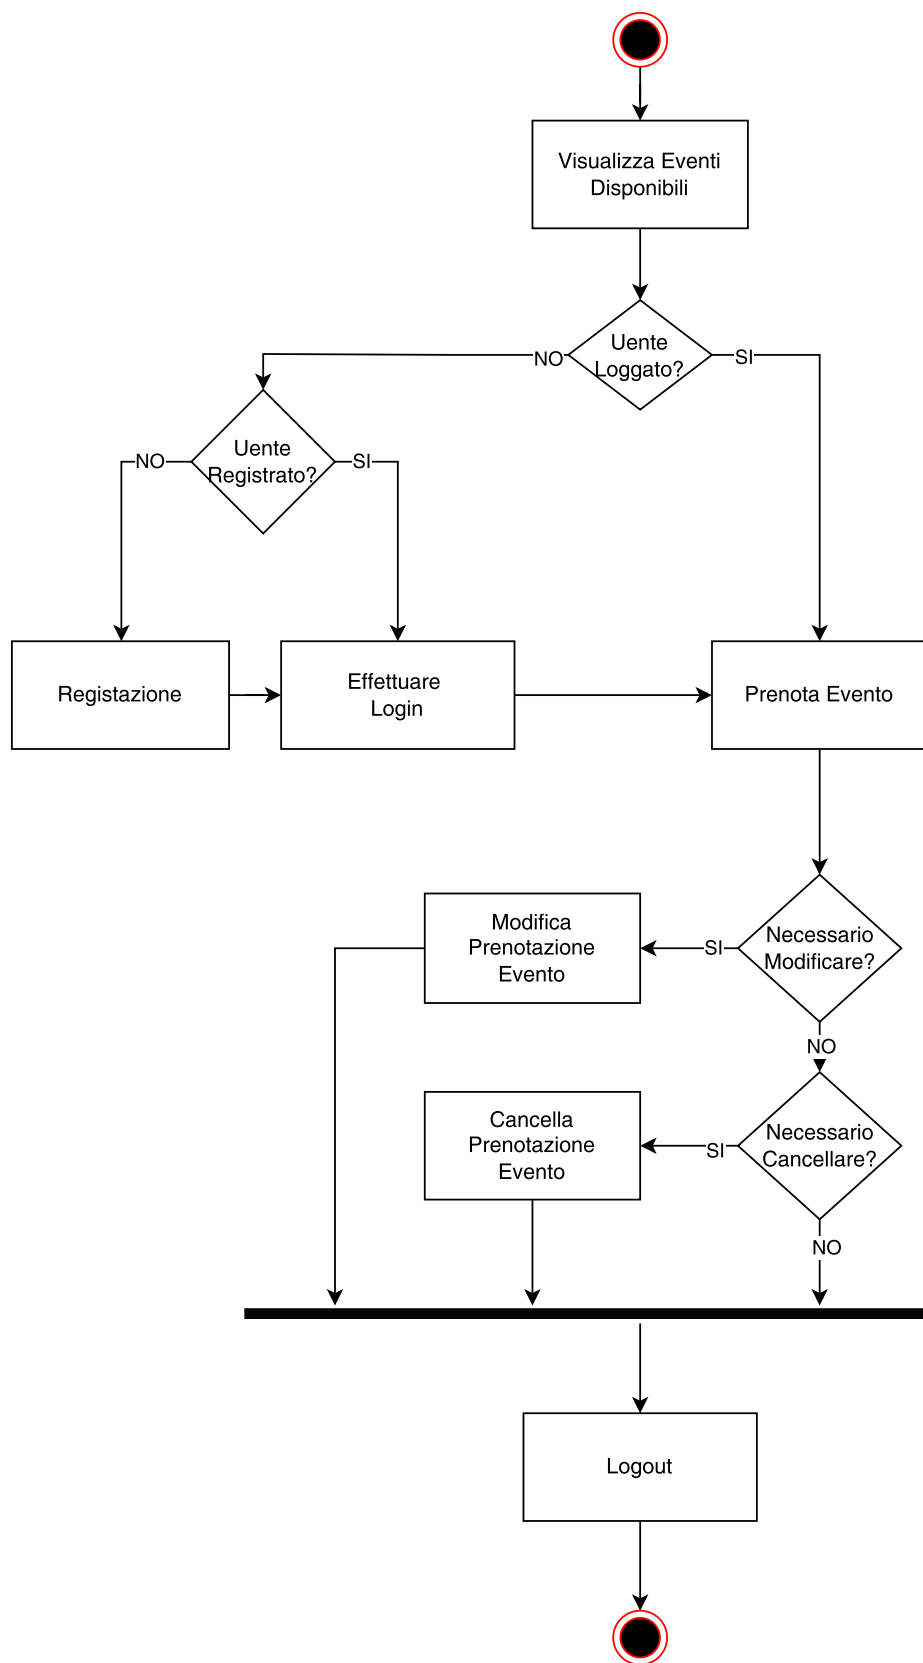 Visualizza Eventi
Disponibili
Uente
Loggato?
NO
SI
Uente
Registrato?
NO
SI
Registazione
Effettuare
Login
Prenota Evento
Modifica
Prenotazione
Evento
SI
Necessario
Modificare?
NO
Cancella
Prenotazione
Evento
SI
Necessario
Cancellare?
NO
Logout